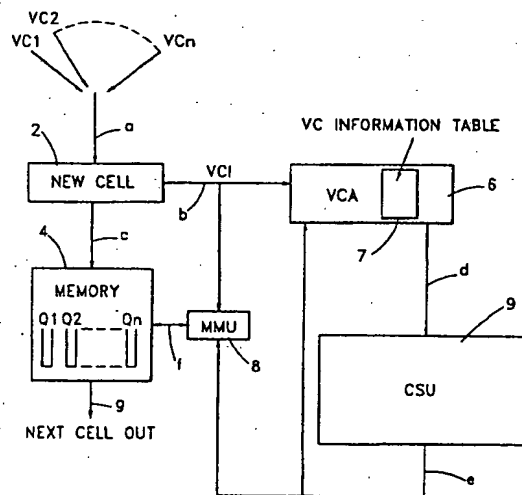 VC2
VC1
VCn
a
2
NEW CELL
VCI
b
VC INFORMATION TABLE
VCA
6
7
c
4
MEMORY
Q1 Q2 Qn
f
MMU
8
d
9
CSU
9
NEXT CELL OUT
e